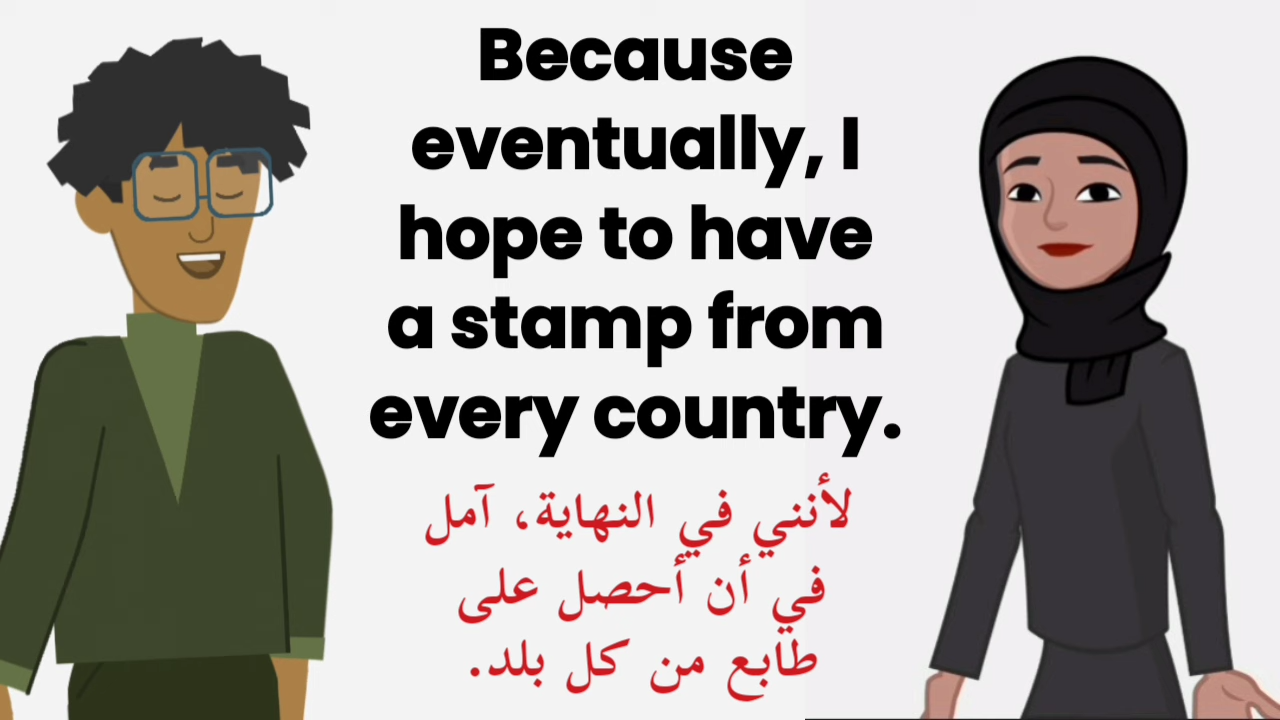 Because
eventually, I
hope to have
a stamp from
every country.
لأنني في النهاية، آمل
في أن أحصل على
طابع من كل بلد.